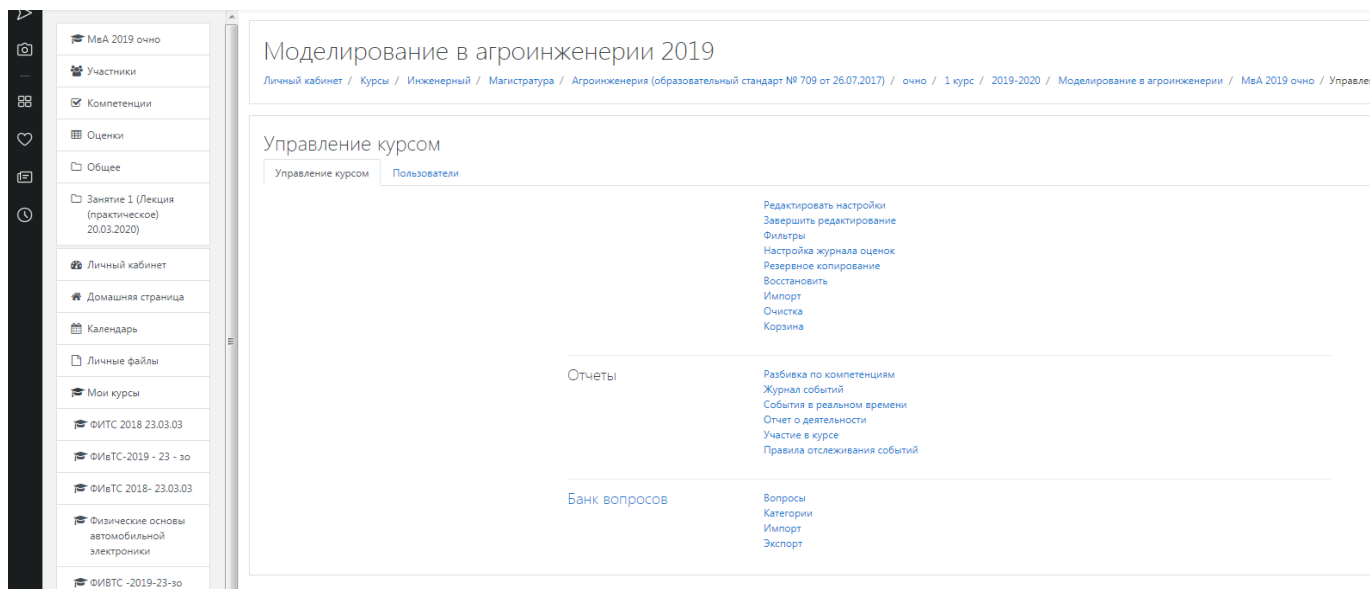 МвА 2019 очно
Участники
Компетенции
Оценки
Общее
Занятие 1 (Лекция
(практическое)
20.03.2020)
Личный кабинет
Домашняя страница
Календарь
Личные файлы
Мои курсы
ФИТС 2018 23.03.03
ФИвТС-2019 - 23 - зо
ФИвТС 2018- 23.03.03
Физические основы
автомобильной
электроники
ФИВТС -2019-23-зо
Моделирование в агроинженерии 2019
Личный кабинет / Курсы / Инженерный / Магистратура / Агроинженерия (образовательный стандарт № 709 от 26.07.2017) / очно / 1 курс / 2019-2020 / Моделирование в агроинженерии / МвА 2019 очно / Управле
Управление курсом
Управление курсом Пользователи
Редактировать настройки
Завершить редактирование
Фильтры
Настройка журнала оценок
Резервное копирование
Восстановить
Импорт
Очистка
Корзина
Отчеты
Разбивка по компетенциям
Журнал событий
События в реальном времени
Отчет о деятельности
Участие в курсе
Правила отслеживания событий
Банк вопросов
Вопросы
Категории
Импорт
Экспорт